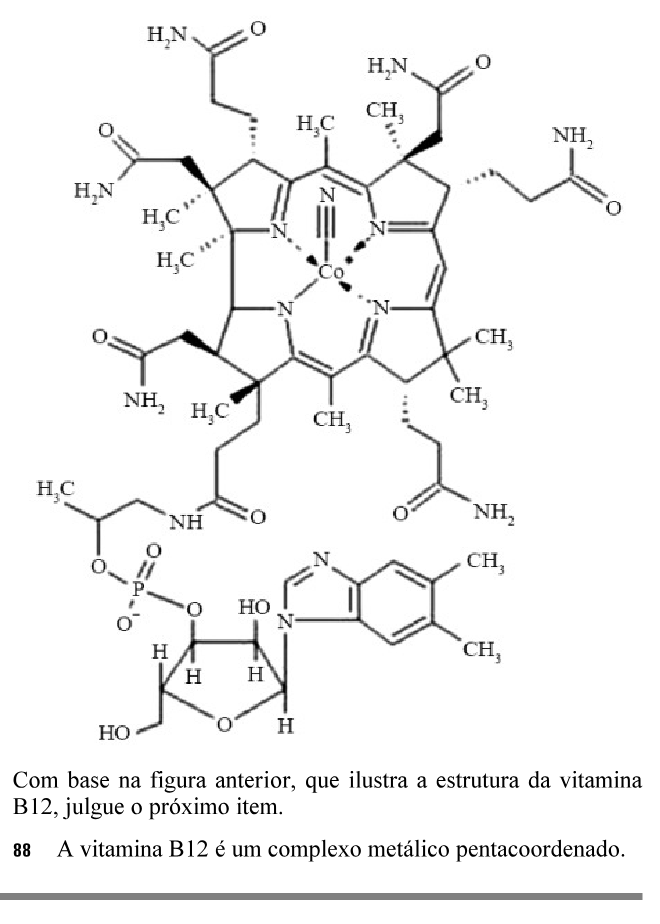 H₂N O
H₂N O
CH₃
H₃C
O NH₂
H₂N N O
H₃C N N
H₃C
Co
N N
O CH₃
NH₂ H₃C CH₃
CH₃
H₃C
NH O O NH₂
O O N CH₃
P
O HO N
O⁻
H CH₃
H H
O H
HO
Com base na figura anterior, que ilustra a estrutura da vitamina
B12, julgue o próximo item.
88 A vitamina B12 é um complexo metálico pentacoordenado.